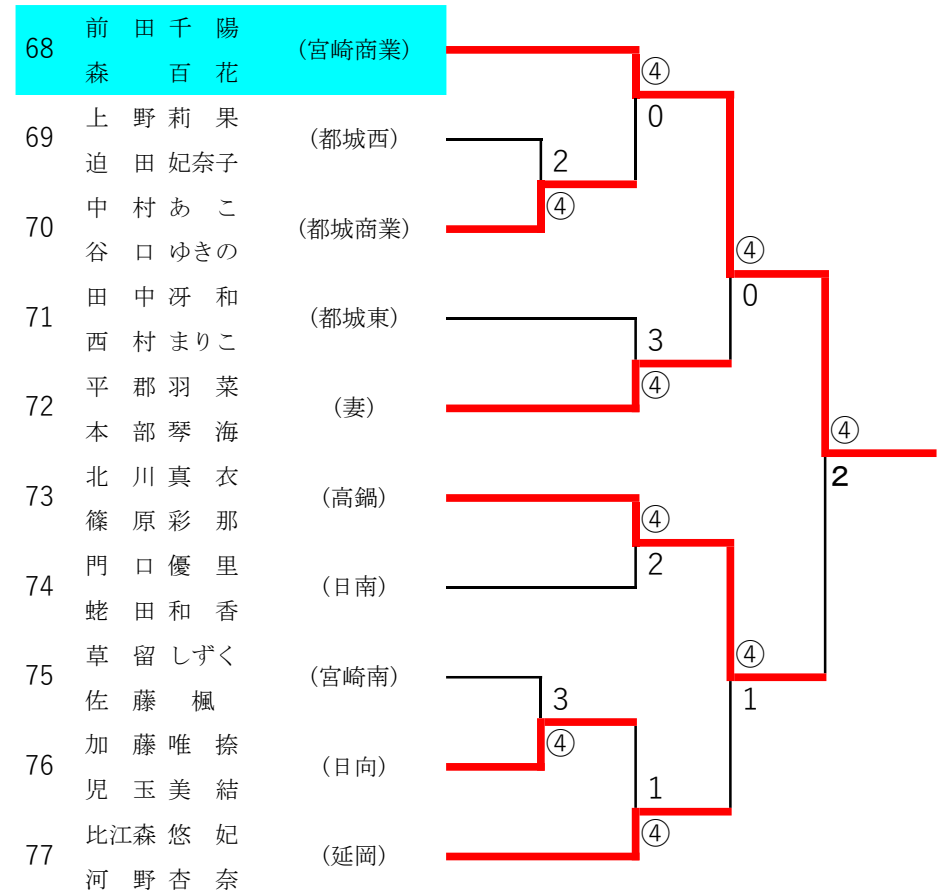 前 田 千 陽
68 (宮崎商業)
森 百 花
④
0
上 野 莉 果
69 (都城西)
迫 田 妃奈子
2
④
中 村 あ こ
70 (都城商業)
谷 口 ゆきの
④
0
田 中 冴 和
71 (都城東)
西 村 まりこ
3
④
平 郡 羽 菜
72 (妻)
本 部 琴 海
④
2
北 川 真 衣
73 (高鍋)
篠 原 彩 那
④
2
門 口 優 里
74 (日南)
蛯 田 和 香
④
1
草 留 しずく
75 (宮崎南)
佐 藤 楓
3
④
加 藤 唯 捺
76 (日向)
児 玉 美 結
1
④
比江森 悠 妃
77 (延岡)
河 野 杏 奈